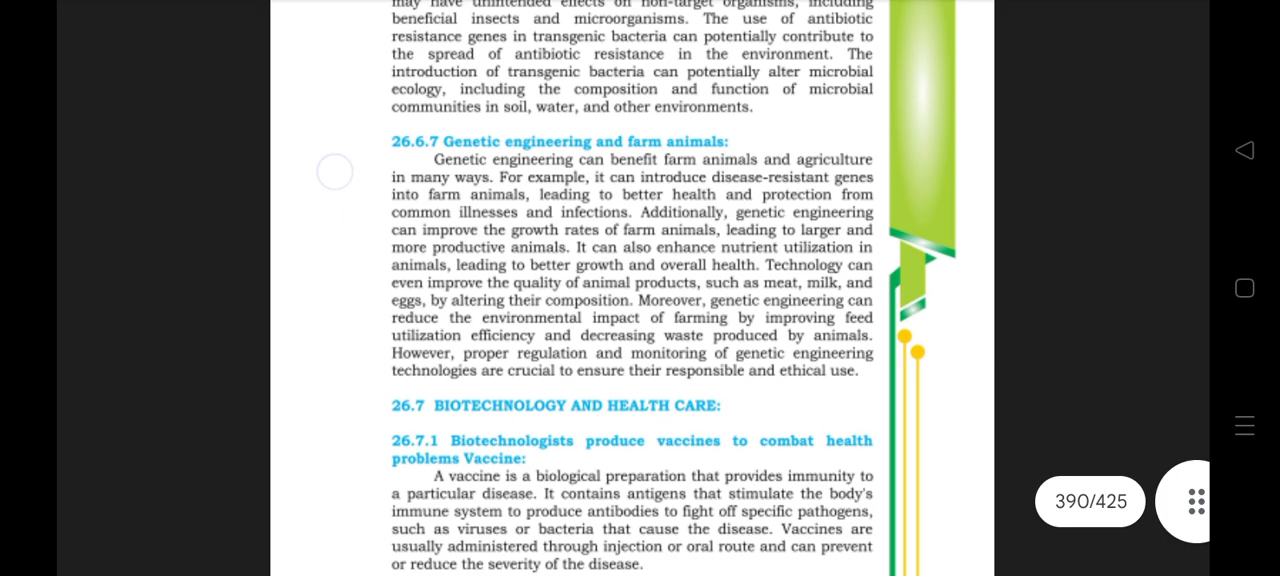 may have unintended effects on non-target organisms, including
beneficial insects and microorganisms. The use of antibiotic
resistance genes in transgenic bacteria can potentially contribute to
the spread of antibiotic resistance in the environment. The
introduction of transgenic bacteria can potentially alter microbial
ecology, including the composition and function of microbial
communities in soil, water, and other environments.
26.6.7 Genetic engineering and farm animals:
Genetic engineering can benefit farm animals and agriculture
in many ways. For example, it can introduce disease-resistant genes
into farm animals, leading to better health and protection from
common illnesses and infections. Additionally, genetic engineering
can improve the growth rates of farm animals, leading to larger and
more productive animals. It can also enhance nutrient utilization in
animals, leading to better growth and overall health. Technology can
even improve the quality of animal products, such as meat, milk, and
eggs, by altering their composition. Moreover, genetic engineering can
reduce the environmental impact of farming by improving feed
utilization efficiency and decreasing waste produced by animals.
However, proper regulation and monitoring of genetic engineering
technologies are crucial to ensure their responsible and ethical use.
26.7 BIOTECHNOLOGY AND HEALTH CARE:
26.7.1 Biotechnologists produce vaccines to combat health
problems Vaccine:
A vaccine is a biological preparation that provides immunity to
a particular disease. It contains antigens that stimulate the body's
immune system to produce antibodies to fight off specific pathogens,
such as viruses or bacteria that cause the disease. Vaccines are
usually administered through injection or oral route and can prevent
or reduce the severity of the disease.
390/425